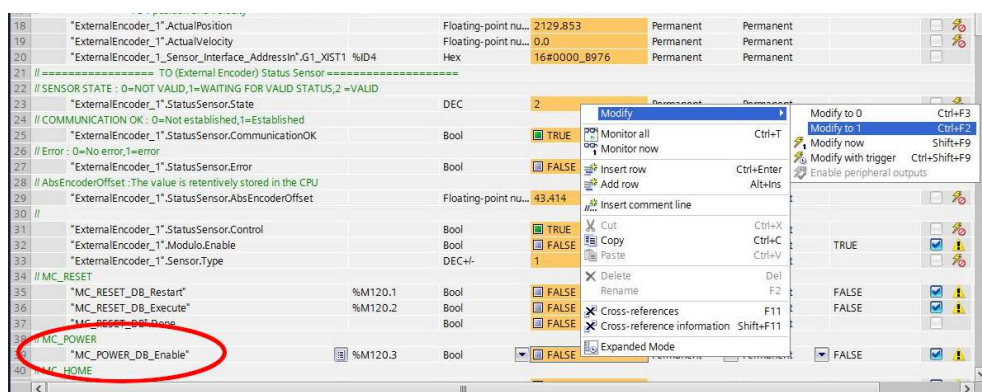 18 "ExternalEncoder_1".ActualPosition Floating-point nu... 2129.853 Permanent Permanent
19 "ExternalEncoder_1".ActualVelocity Floating-point nu... 0.0 Permanent Permanent
20 "ExternalEncoder_1_Sensor_Interface_AddressIn".G1_XIST1 %ID4 Hex 16#0000_B976 Permanent Permanent
21 // ================= TO (External Encoder) Status Sensor ====================
22 // SENSOR STATE : 0=NOT VALID,1=WAITING FOR VALID STATUS,2 =VALID
23 "ExternalEncoder_1".StatusSensor.State DEC 2 Permanent Permanent
24 // COMMUNICATION OK : 0=Not established,1=Established
25 "ExternalEncoder_1".StatusSensor.CommunicationOK Bool TRUE
26 // Error : 0=No error,1=error
27 "ExternalEncoder_1".StatusSensor.Error Bool FALSE
28 // AbsEncoderOffset :The value is retentively stored in the CPU
29 "ExternalEncoder_1".StatusSensor.AbsEncoderOffset Floating-point nu... 43.414
30 //
31 "ExternalEncoder_1".StatusSensor.Control Bool TRUE
32 "ExternalEncoder_1".Modulo.Enable Bool FALSE TRUE
33 "ExternalEncoder_1".Sensor.Type DEC+/- 1
34 // MC_RESET
35 "MC_RESET_DB_Restart" %M120.1 Bool FALSE FALSE
36 "MC_RESET_DB_Execute" %M120.2 Bool FALSE FALSE
37 "MC_RESET_DB".Done Bool FALSE
38 // MC_POWER
39 "MC_POWER_DB_Enable" %M120.3 Bool FALSE Permanent Permanent FALSE
40 // MC_HOME
Modify
Monitor all Ctrl+T
Monitor now
Insert row Ctrl+Enter
Add row Alt+Ins
Insert comment line
Cut Ctrl+X
Copy Ctrl+C
Paste Ctrl+V
Delete Del
Rename F2
Cross-references F11
Cross-reference information Shift+F11
Expanded Mode
Modify to 0 Ctrl+F3
Modify to 1 Ctrl+F2
Modify now Shift+F9
Modify with trigger Ctrl+Shift+F9
Enable peripheral outputs